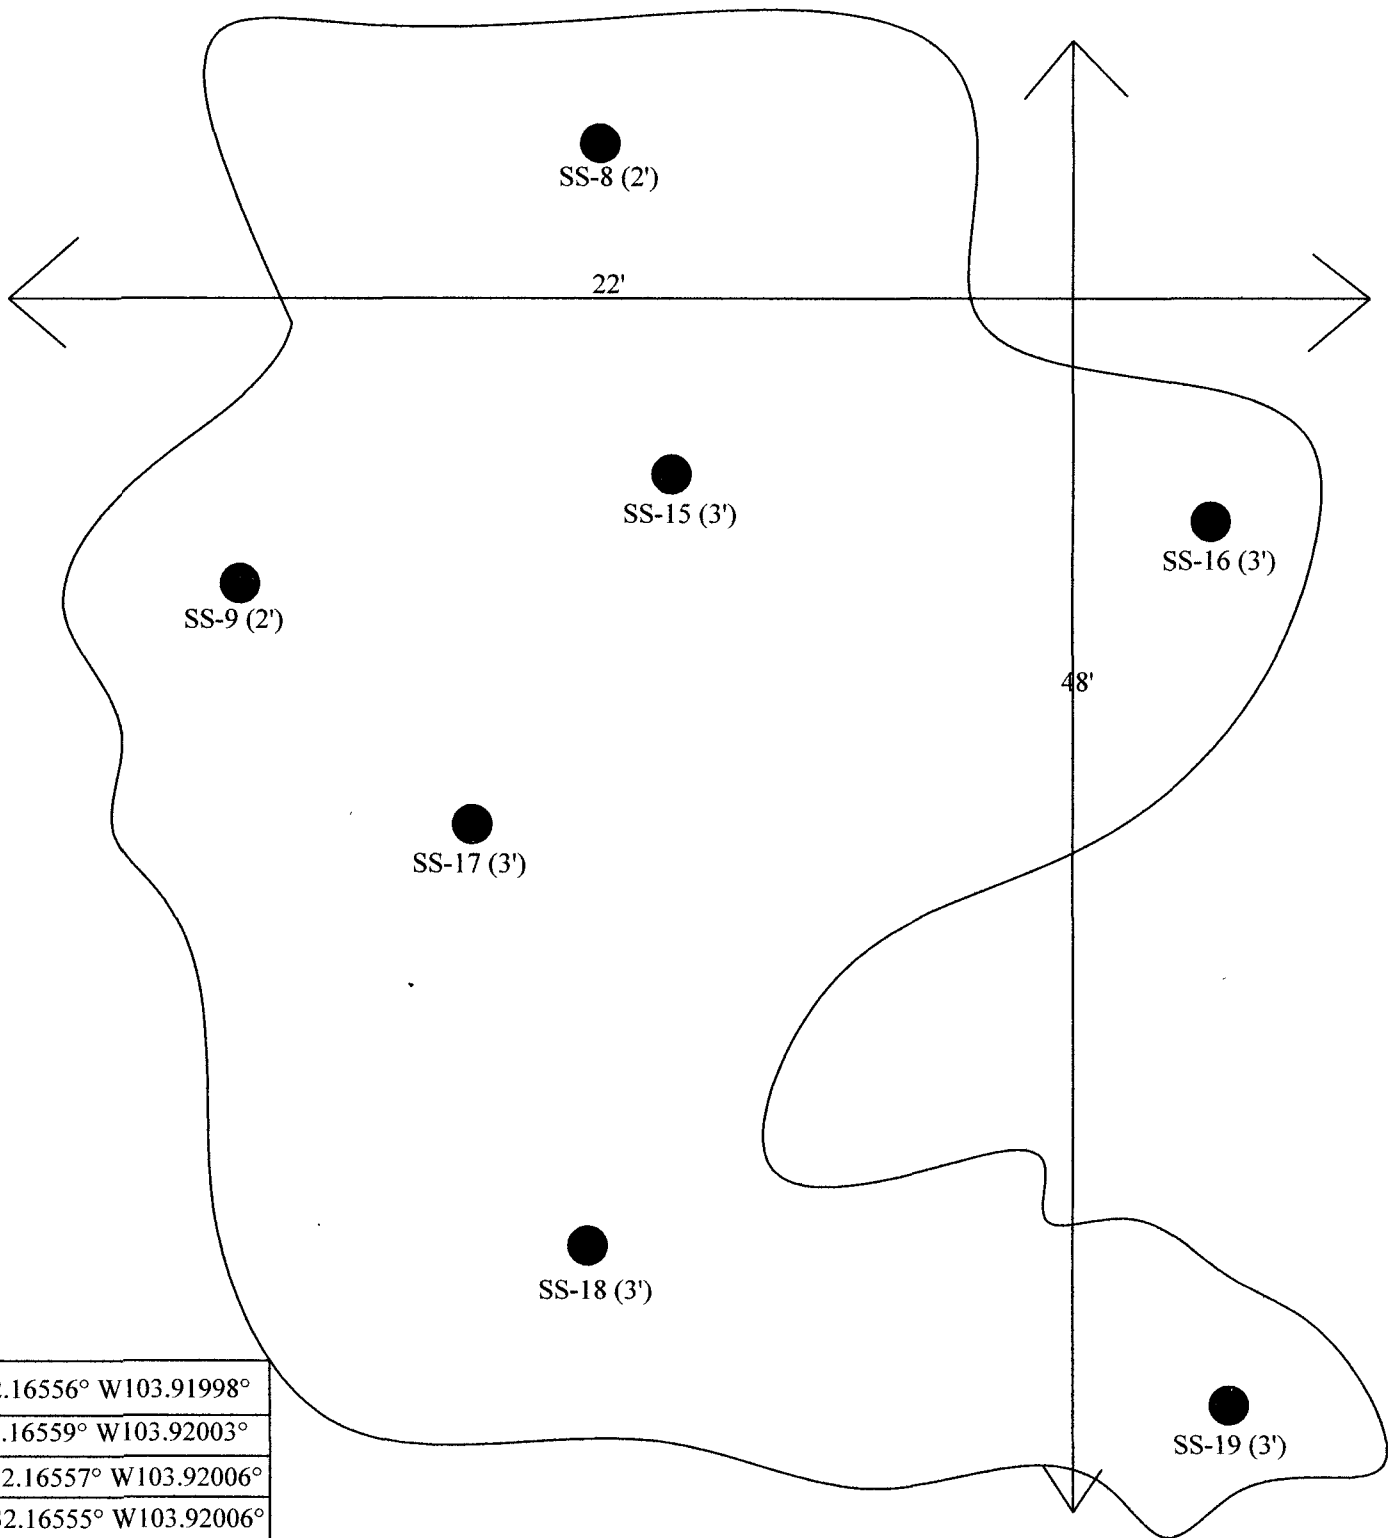 SS-8 (2')
22'
SS-15 (3')
SS-16 (3')
SS-9 (2')
48'
SS-17 (3')
SS-18 (3')
.16556° W103.91998°
SS-19 (3')
.16559° W103.92003°
2.16557° W103.92006°
32.16555° W103.92006°